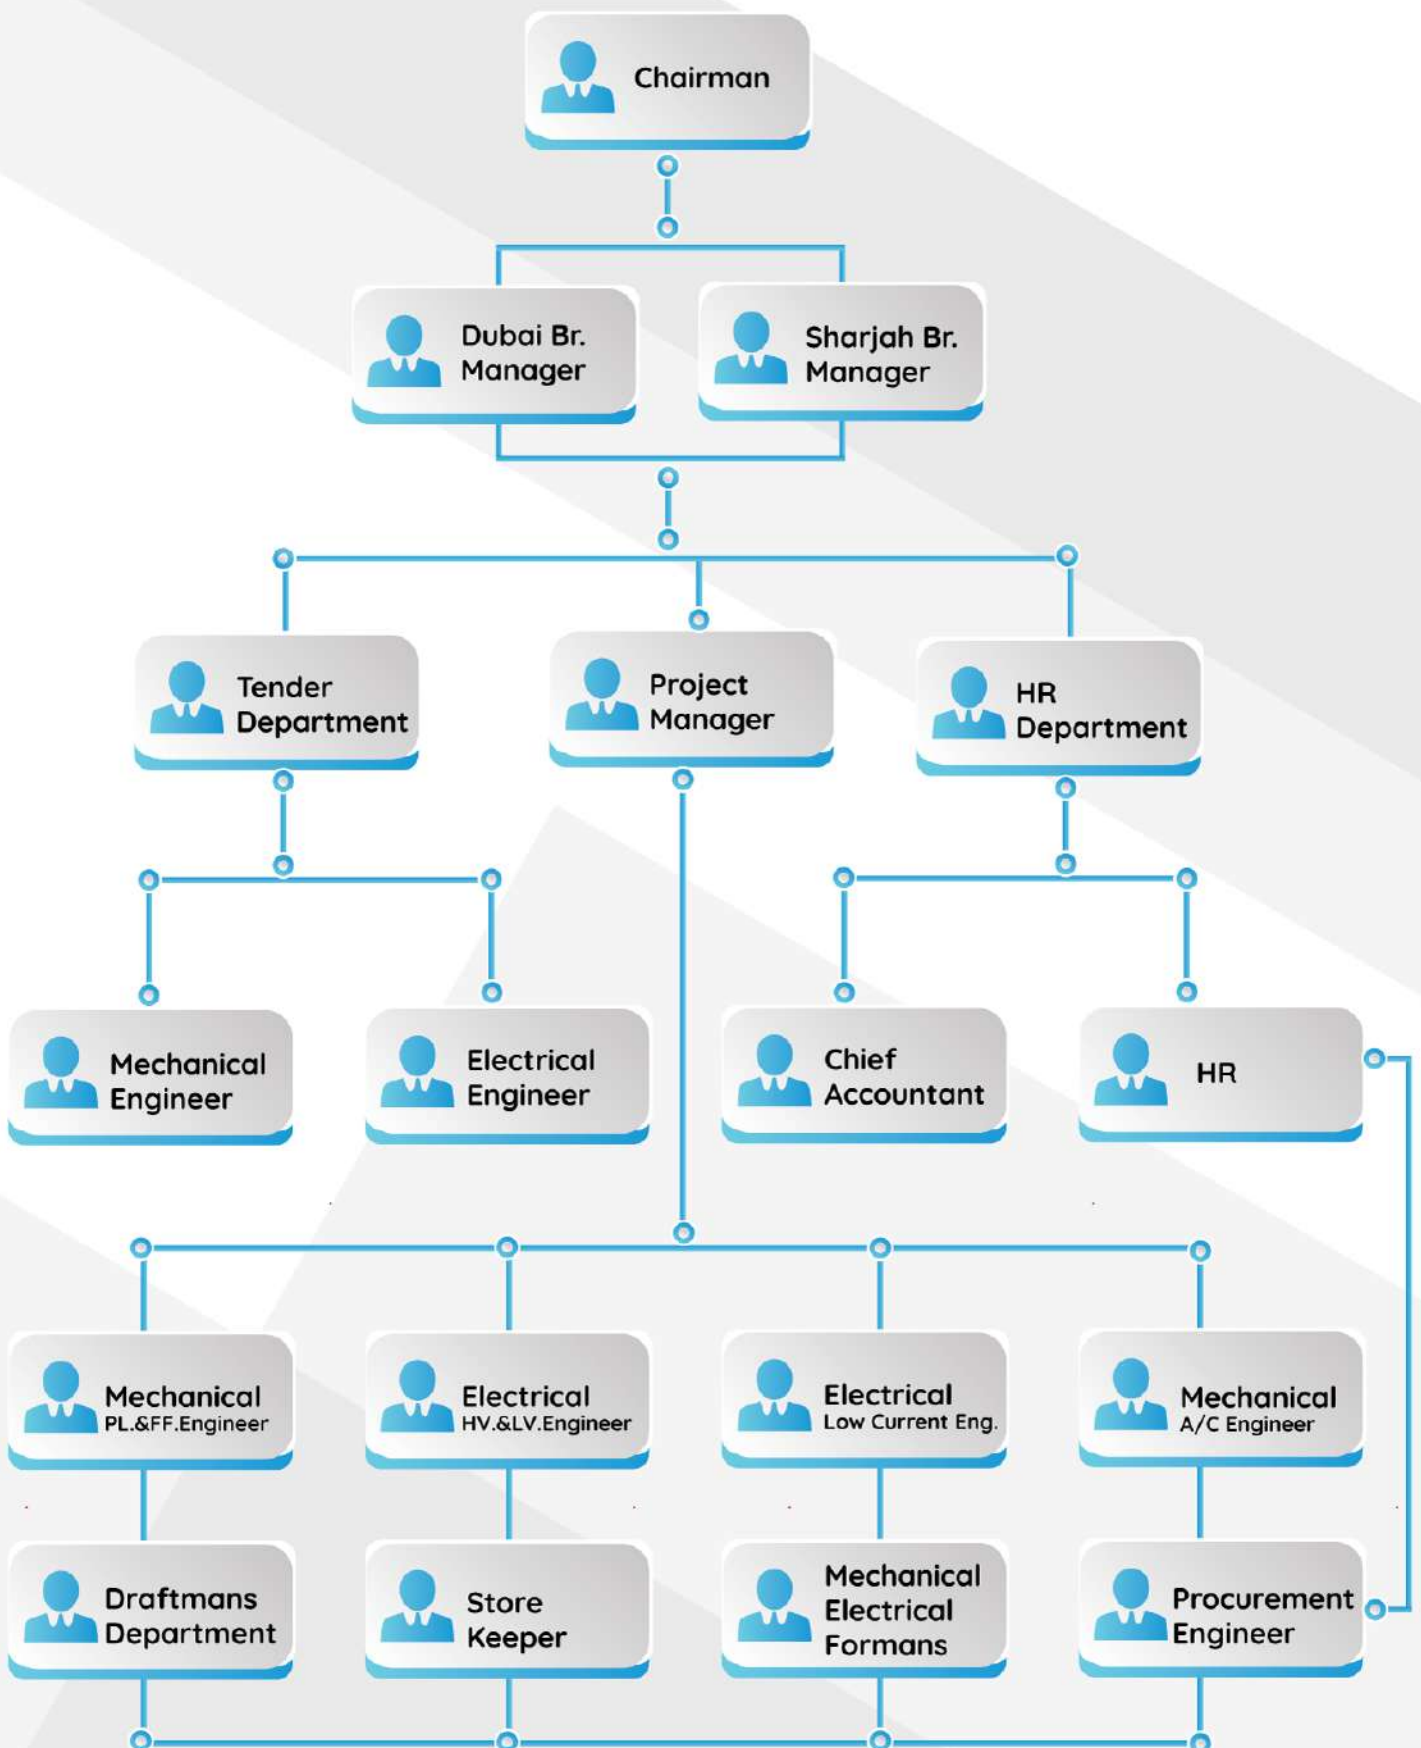 Chairman
Dubai Br.
Manager
Sharjah Br.
Manager
Tender
Department
Project
Manager
HR
Department
Mechanical
Engineer
Electrical
Engineer
Chief
Accountant
HR
Mechanical
PL.&FF.Engineer
Electrical
HV.&LV.Engineer
Electrical
Low Current Eng.
Mechanical
A/C Engineer
Draftmans
Department
Store
Keeper
Mechanical
Electrical
Formans
Procurement
Engineer